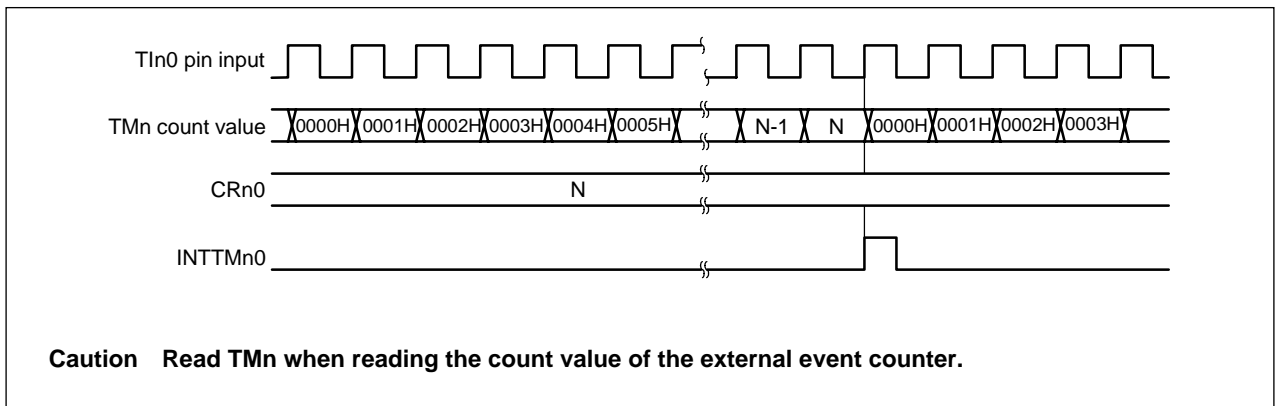 TIn0 pin input
TMn count value 0000H 0001H 0002H 0003H 0004H 0005H N-1 N 0000H 0001H 0002H 0003H
CRn0 N
INTTMn0
Caution Read TMn when reading the count value of the external event counter.